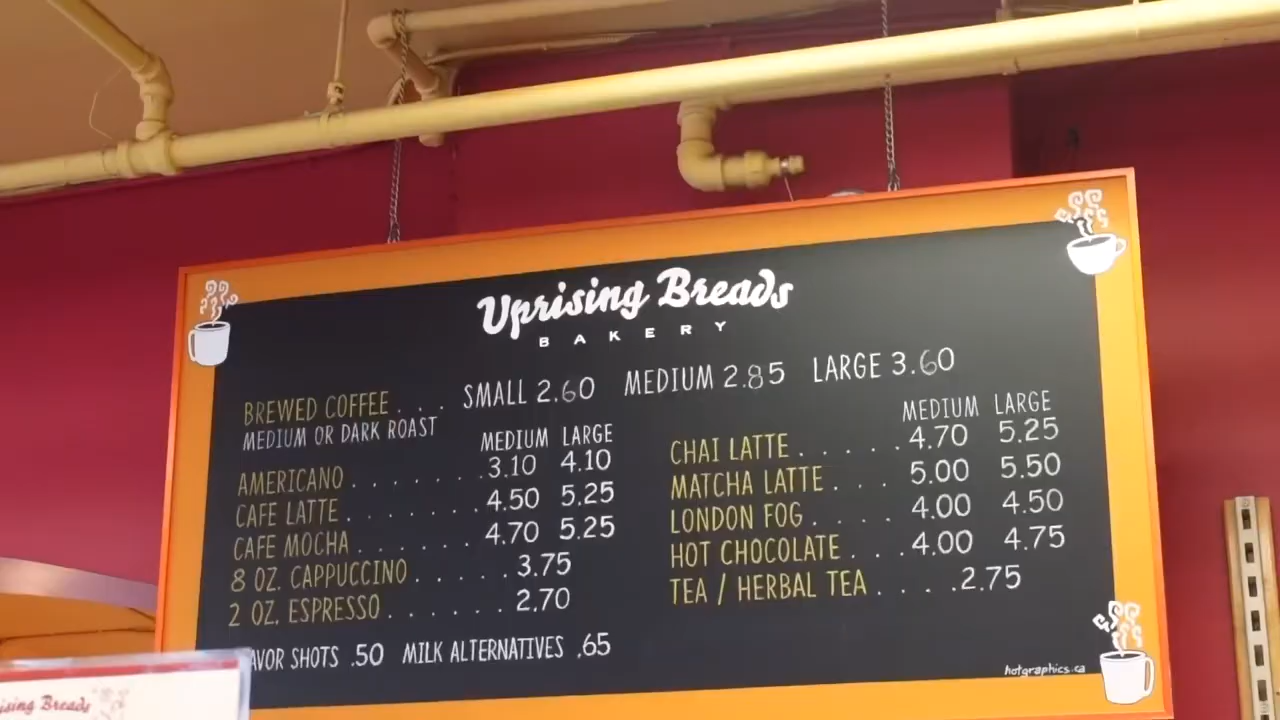 Uprising Breads
BAKERY
BREWED COFFEE . . . SMALL 2.60 MEDIUM 2.85 LARGE 3.60
MEDIUM OR DARK ROAST
MEDIUM LARGE
AMERICANO . . . . . . . 3.10 4.10
CAFE LATTE . . . . . . . 4.50 5.25
CAFE MOCHA . . . . . . 4.70 5.25
8 OZ. CAPPUCCINO . . . . . 3.75
2 OZ. ESPRESSO . . . . . . 2.70
MEDIUM LARGE
CHAI LATTE . . . . . 4.70 5.25
MATCHA LATTE . . . 5.00 5.50
LONDON FOG . . . . 4.00 4.50
HOT CHOCOLATE . . . 4.00 4.75
TEA / HERBAL TEA . . . . 2.75
AVOR SHOTS .50 MILK ALTERNATIVES .65
hotgraphics.ca
ising Breads